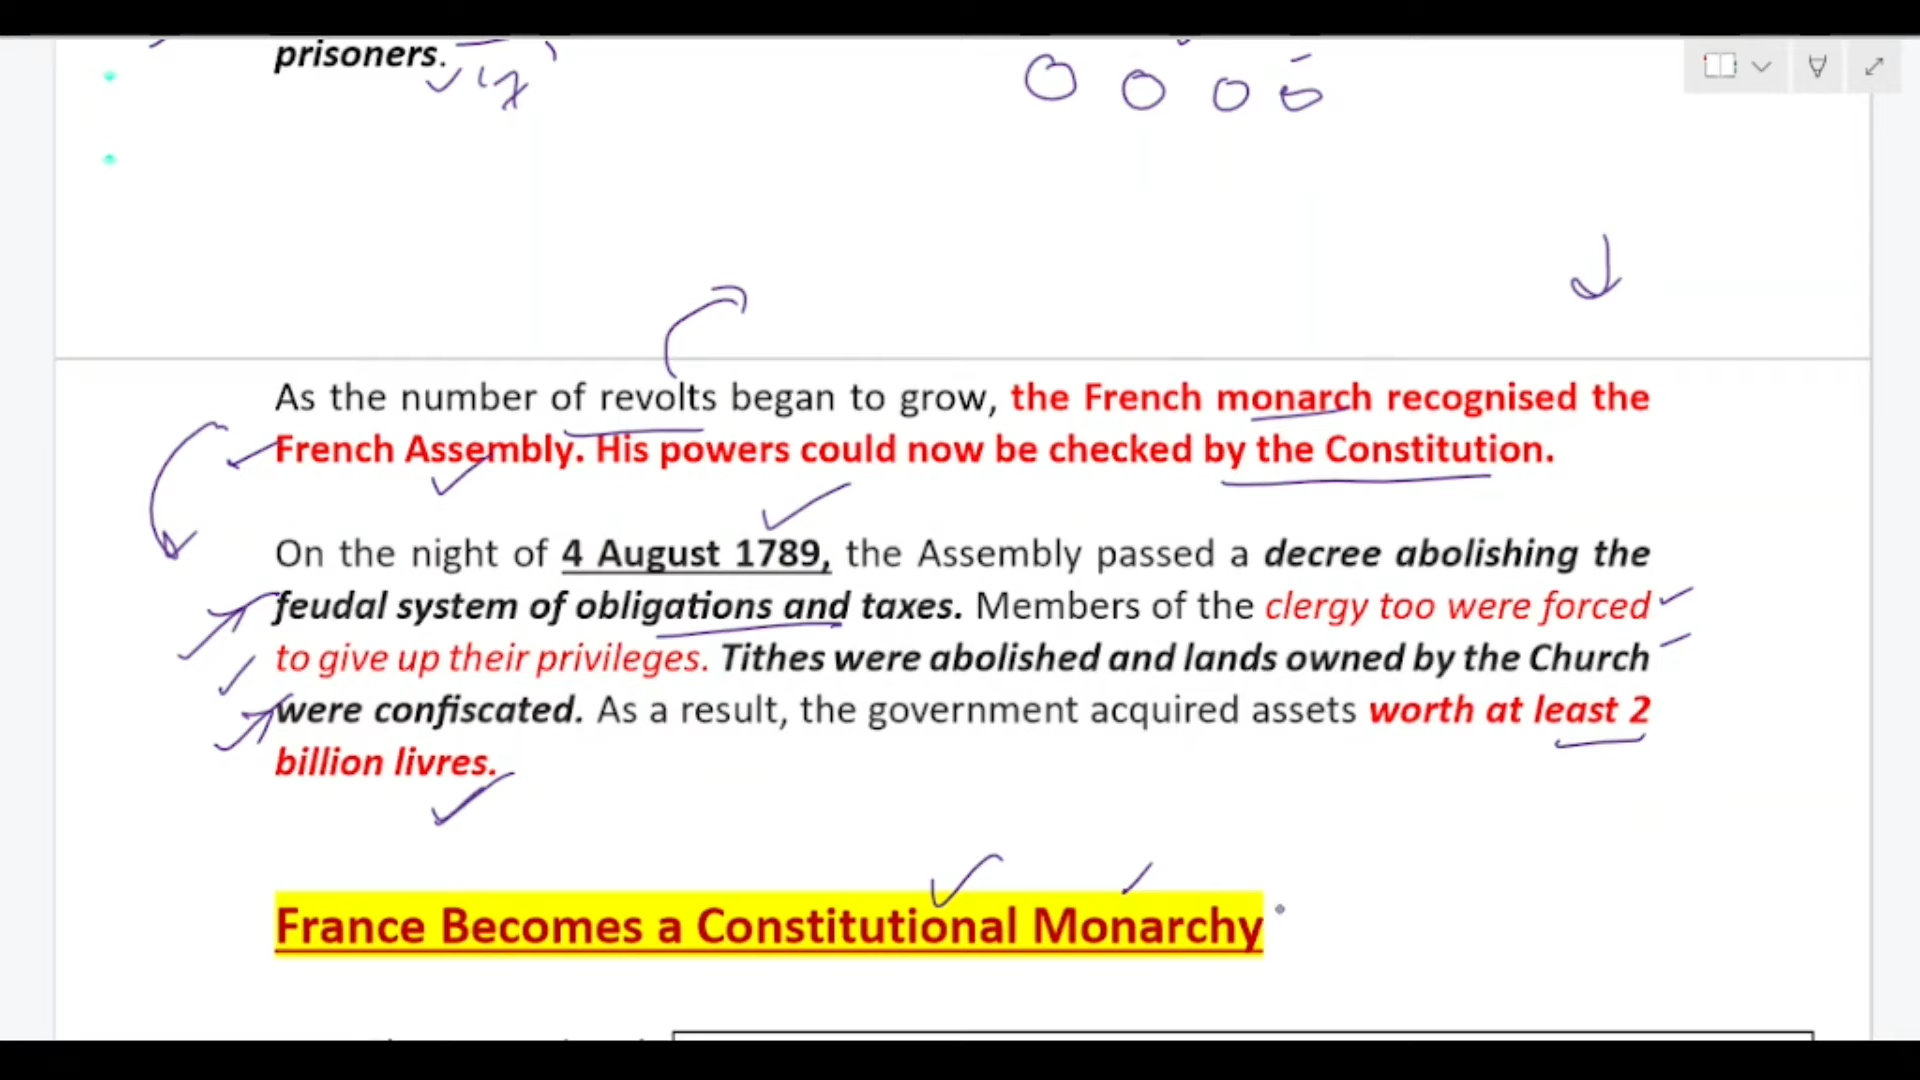 prisoners.
As the number of revolts began to grow, the French monarch recognised the
French Assembly. His powers could now be checked by the Constitution.
On the night of 4 August 1789, the Assembly passed a decree abolishing the
feudal system of obligations and taxes. Members of the clergy too were forced
to give up their privileges. Tithes were abolished and lands owned by the Church
were confiscated. As a result, the government acquired assets worth at least 2
billion livres.
France Becomes a Constitutional Monarchy